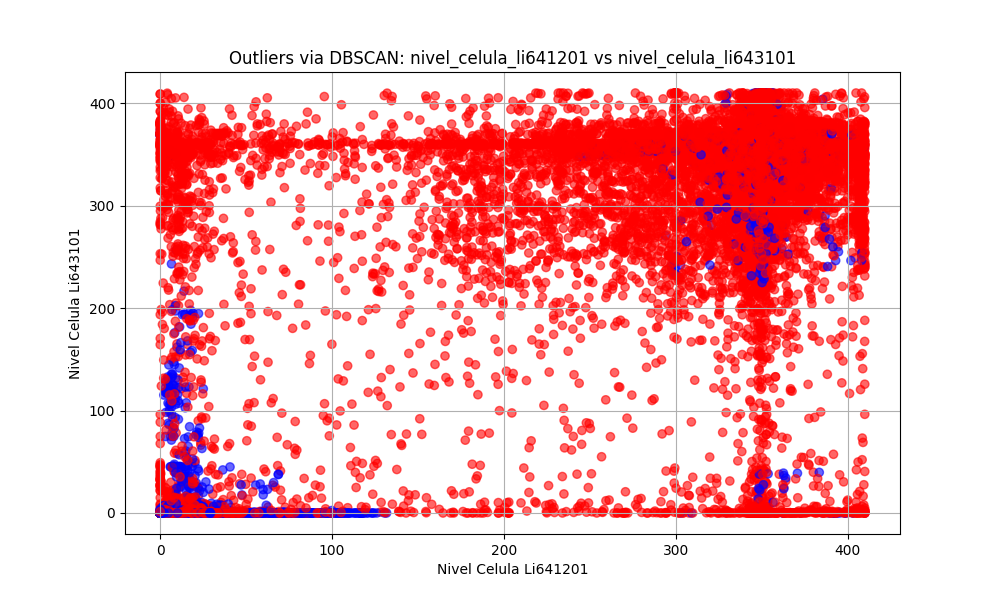 Outliers via DBSCAN: nivel_celula_li641201 vs nivel_celula_li643101
400
300
200
100
0
Nivel Celula Li643101
0 100 200 300 400
Nivel Celula Li641201